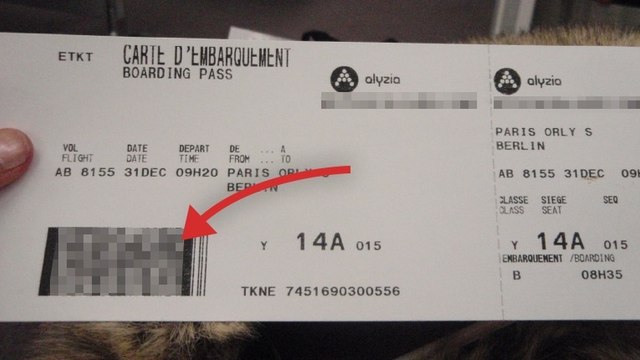 ETKT CARTE D'EMBARQUEMENT
BOARDING PASS
alyzia
VOL DATE DEPART DE ... A
FLIGHT DATE TIME FROM ... TO
AB 8155 31DEC 09H20 PARIS ORLY S
BERLIN
Y 14A 015
TKNE 7451690300556
alyzia
PARIS ORLY S
BERLIN
AB 8155 31DEC
CLASSE SIEGE SEQ
CLASS SEAT
Y 14A 015
EMBARQUEMENT /BOARDING
B 08H35